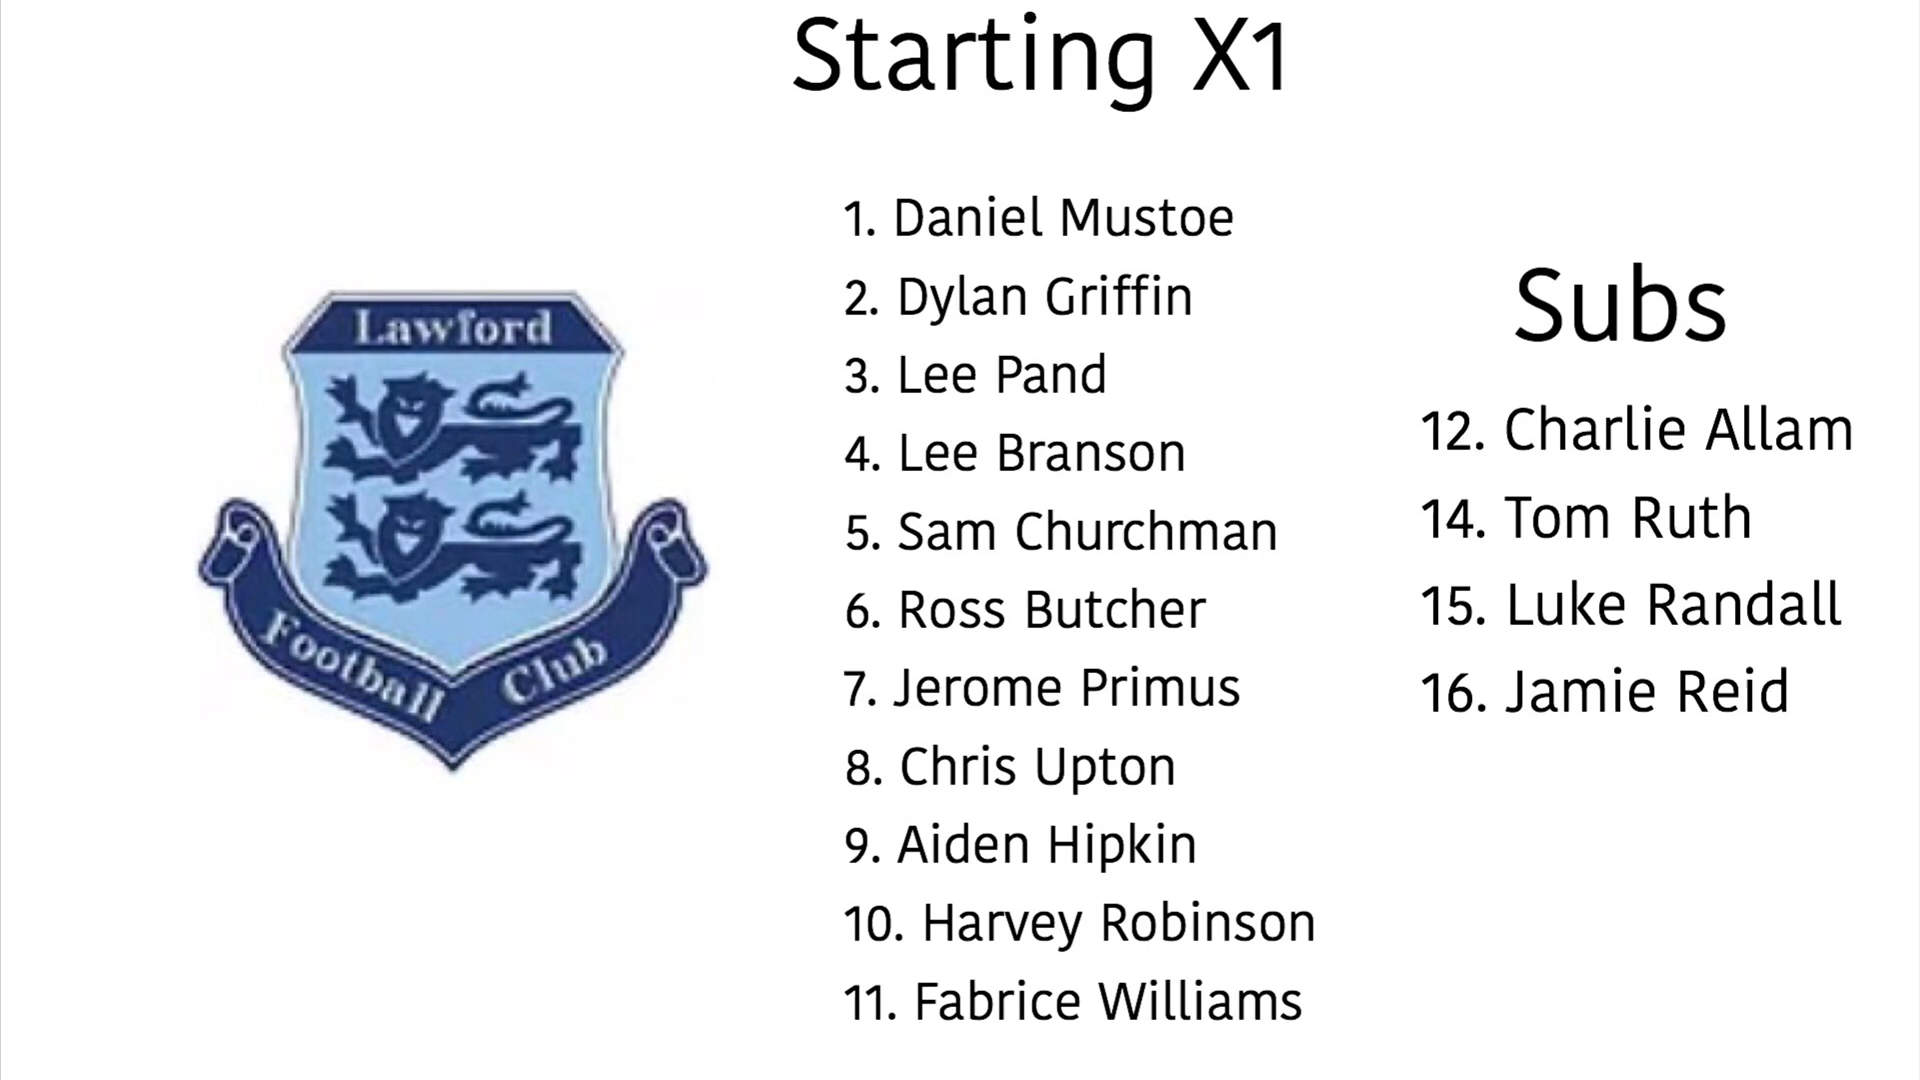 Starting X1
Lawford
Football Club
1. Daniel Mustoe
2. Dylan Griffin
3. Lee Pand
4. Lee Branson
5. Sam Churchman
6. Ross Butcher
7. Jerome Primus
8. Chris Upton
9. Aiden Hipkin
10. Harvey Robinson
11. Fabrice Williams
Subs
12. Charlie Allam
14. Tom Ruth
15. Luke Randall
16. Jamie Reid